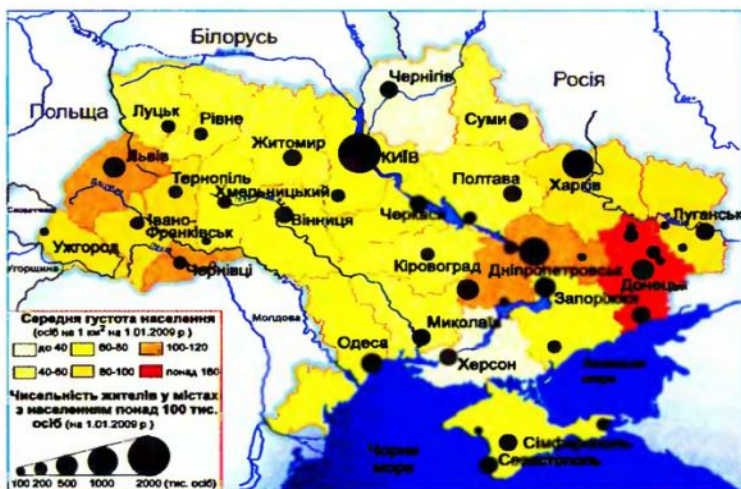 Білорусь
Росія
Польща
Чернігів
Луцьк
Рівне
Суми
Житомир
КИЇВ
Львів
Харків
Тернопіль
Хмельницький
Полтава
Луганськ
Черкаси
Вінниця
Івано-
Франківськ
Ужгород
Угорщина
Чернівці
Кіровоград
Дніпропетровськ
Донецьк
Запоріжжя
Молдова
Миколаїв
Одеса
Херсон
Середня густота населення
(осіб на 1 км² на 1.01.2009 р.)
до 40
60-80
100-120
40-60
80-100
понад 160
Чисельність жителів у містах
з населенням понад 100 тис.
осіб (на 1.01.2009 р.)
100 200 500 1000 2000 (тис. осіб)
Чорне
море
море
Сімферополь
Севастополь